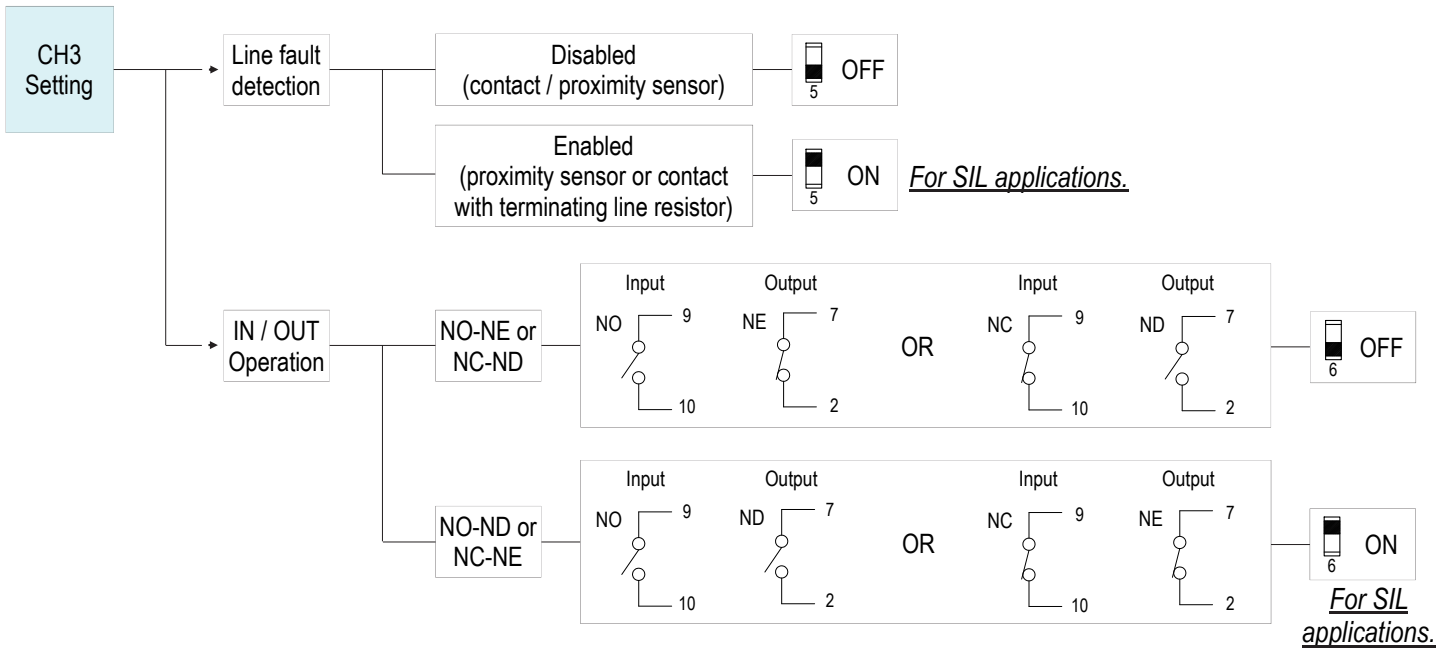 CH3
Setting
Line fault
detection
Disabled
(contact / proximity sensor)
5
OFF
Enabled
(proximity sensor or contact
with terminating line resistor)
5
ON
For SIL applications.
IN / OUT
Operation
NO-NE or
NC-ND
Input
NO
9
10
Output
NE
7
2
OR
Input
NC
9
10
Output
ND
7
2
6
OFF
NO-ND or
NC-NE
Input
NO
9
10
Output
ND
7
2
OR
Input
NC
9
10
Output
NE
7
2
6
ON
For SIL
applications.